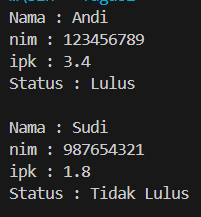 Nama : Andi
nim : 123456789
ipk : 3.4
Status : Lulus

Nama : Sudi
nim : 987654321
ipk : 1.8
Status : Tidak Lulus